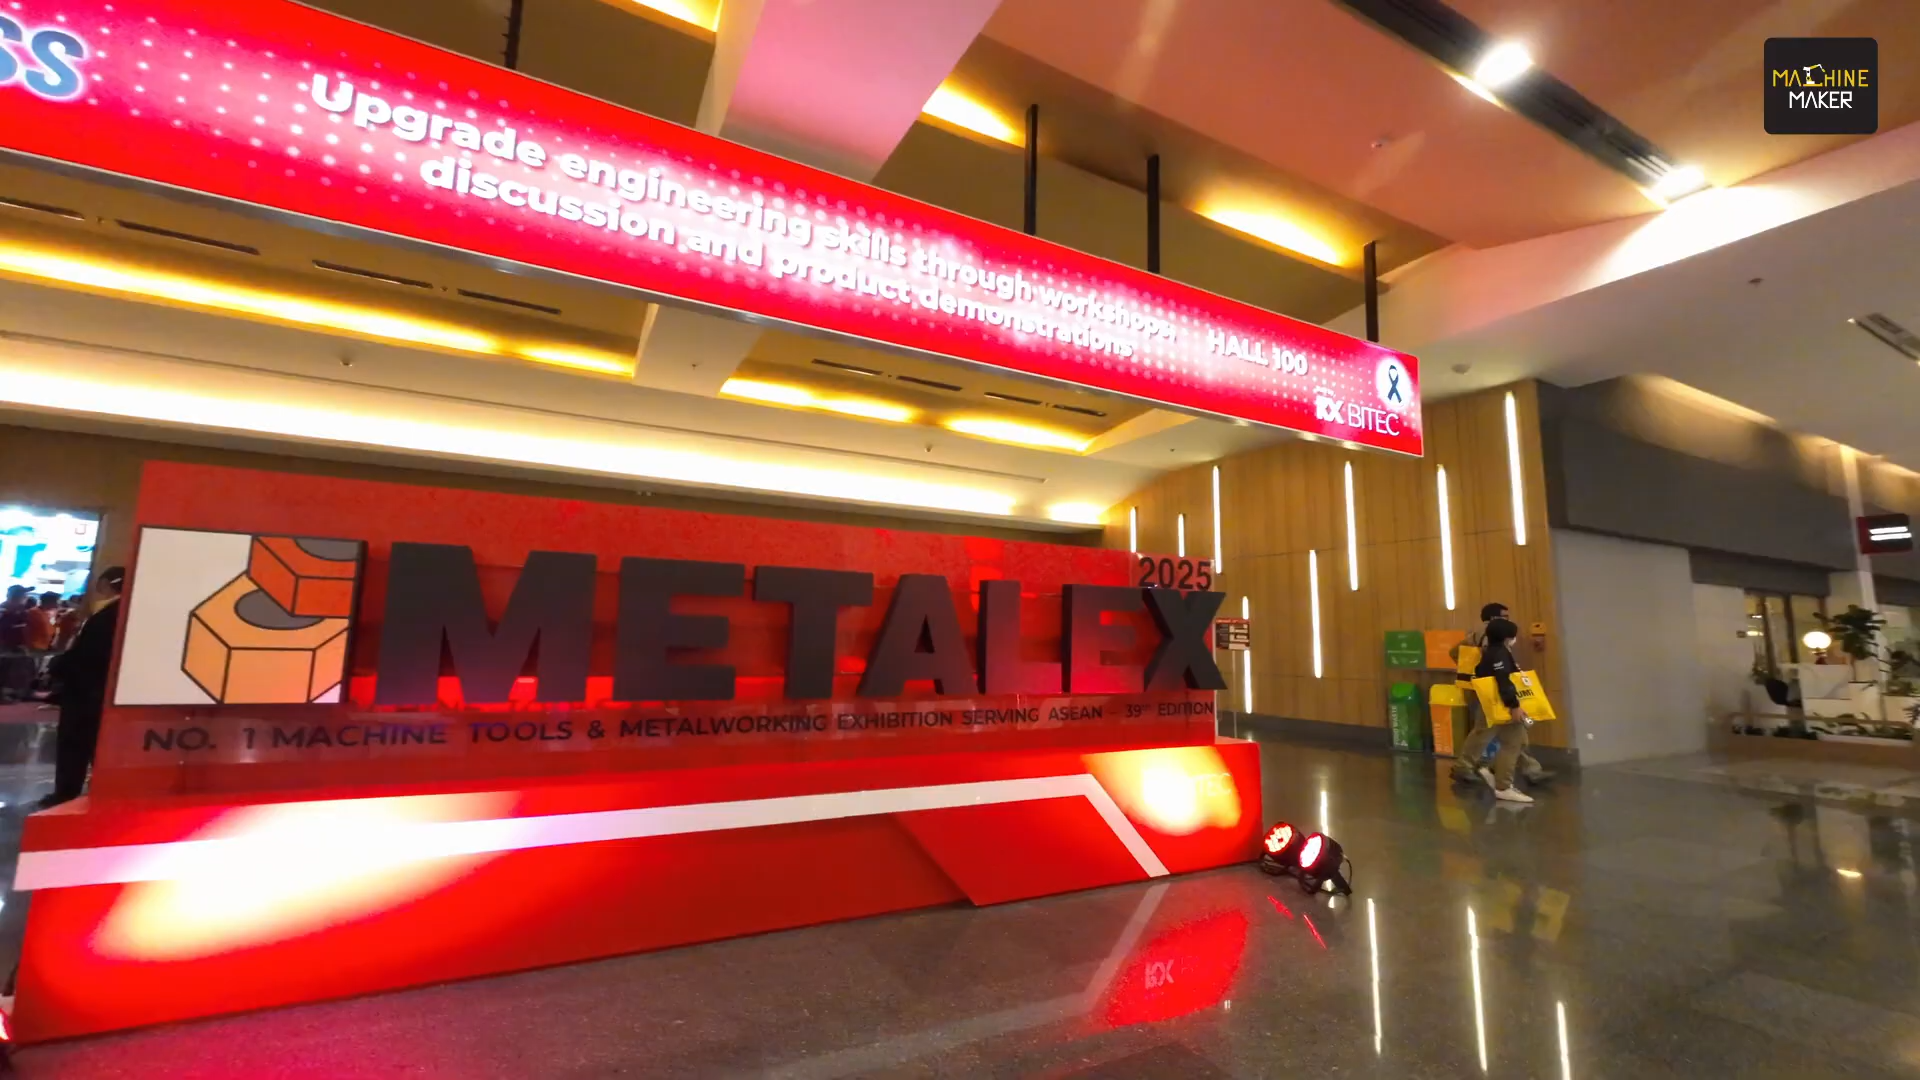 SS
Upgrade engineering skills through workshops,
discussion and product demonstrations
HALL 100
RX BITEC
MACHINE
MAKER
2025
METALEX
NO. 1 MACHINE TOOLS & METALWORKING EXHIBITION SERVING ASEAN – 39th EDITION